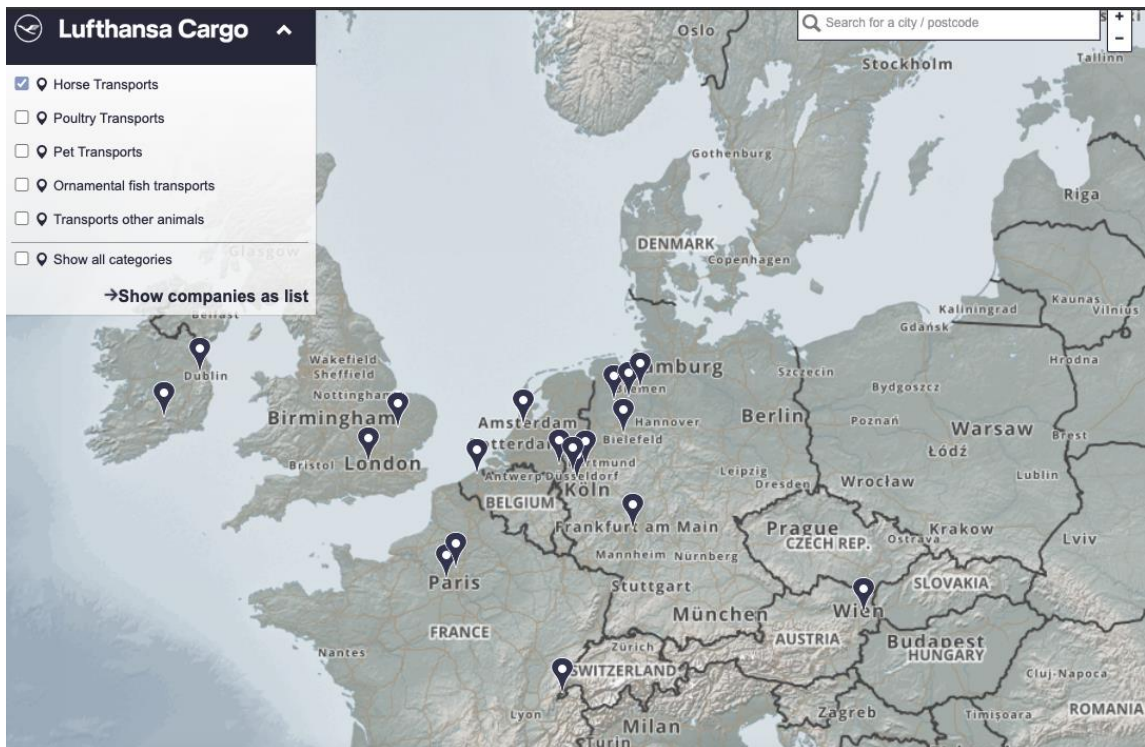 Lufthansa Cargo
Search for a city / postcode
+
-
Horse Transports
Poultry Transports
Pet Transports
Ornamental fish transports
Transports other animals
Show all categories
→Show companies as list
Oslo
Stockholm
Tallinn
Gothenburg
Riga
Glasgow
DENMARK
Copenhagen
Belfast
Kaunas
Vilnius
Kaliningrad
Gdańsk
Dublin
Wakefield
Sheffield
Nottingham
Birmingham
Bristol
London
Hrodna
Szczecin
Bydgoszcz
Amsterdam
Hannover
Berlin
Poznań
Warsaw
Brest
Bielefeld
Łódź
Antwerp
Düsseldorf
Köln
BELGIUM
Leipzig
Dresden
Wrocław
Lublin
Frankfurt am Main
Prague
CZECH REP.
Ostrava
Krakow
Lviv
Mannheim
Nürnberg
Paris
Stuttgart
SLOVAKIA
München
Wien
FRANCE
AUSTRIA
Budapest
HUNGARY
Nantes
Zürich
SWITZERLAND
Cluj-Napoca
Lyon
Milan
Zagreb
Timișoara
ROMANIA
Turin